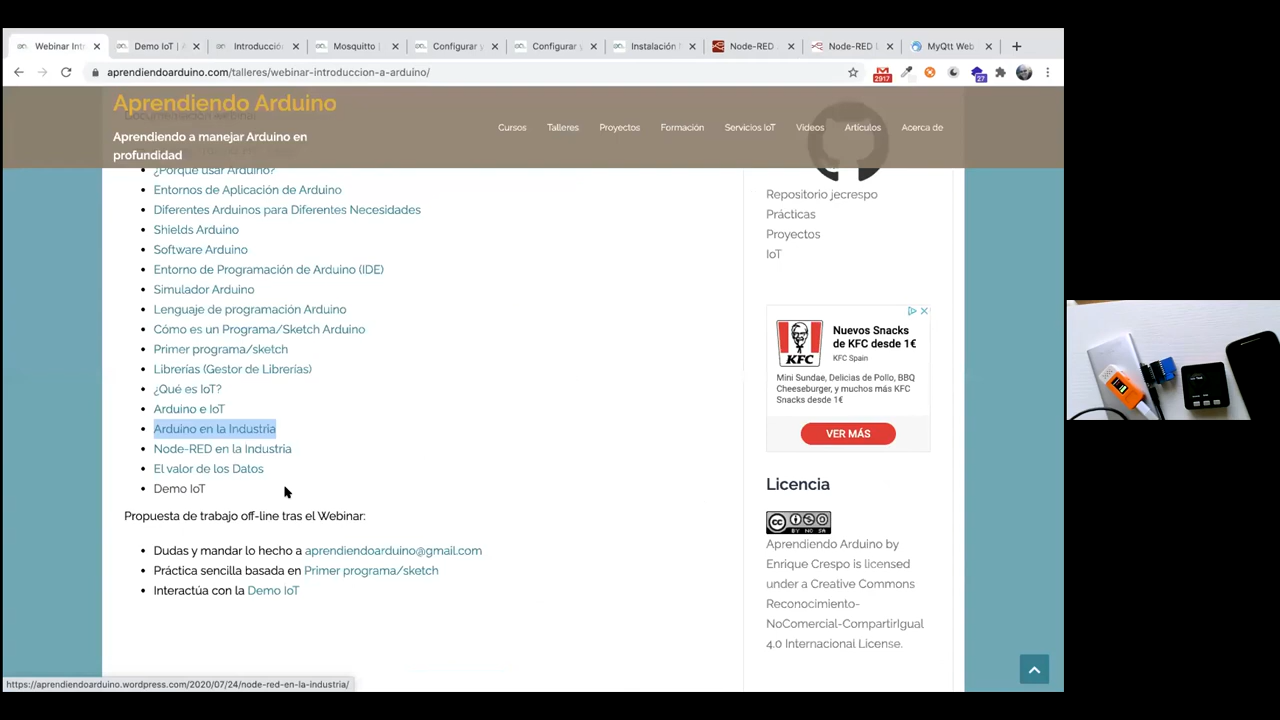 Webinar Int
Demo IoT | A
Introducción
Mosquitto |
Configurar y
Configurar y
Instalación N
Node-RED
Node-RED L
MyQtt Web
aprendiendoarduino.com/talleres/webinar-introduccion-a-arduino/
2917
27
Aprendiendo Arduino
Aprendiendo a manejar Arduino en
profundidad
Cursos
Talleres
Proyectos
Formación
Servicios IoT
Vídeos
Artículos
Acerca de
¿Porqué usar Arduino?
Entornos de Aplicación de Arduino
Diferentes Arduinos para Diferentes Necesidades
Shields Arduino
Software Arduino
Entorno de Programación de Arduino (IDE)
Simulador Arduino
Lenguaje de programación Arduino
Cómo es un Programa/Sketch Arduino
Primer programa/sketch
Librerías (Gestor de Librerías)
¿Qué es IoT?
Arduino e IoT
Arduino en la Industria
Node-RED en la Industria
El valor de los Datos
Demo IoT
Propuesta de trabajo off-line tras el Webinar:
Dudas y mandar lo hecho a aprendiendoarduino@gmail.com
Práctica sencilla basada en Primer programa/sketch
Interactúa con la Demo IoT
Repositorio jecrespo
Prácticas
Proyectos
IoT
KFC
Nuevos Snacks
de KFC desde 1€
KFC Spain
Mini Sundae, Delicias de Pollo, BBQ
Cheeseburger, y muchos más KFC
Snacks desde 1€.
VER MÁS
Licencia
cc
BY NC SA
Aprendiendo Arduino by
Enrique Crespo is licensed
under a Creative Commons
Reconocimiento-
NoComercial-CompartirIgual
4.0 Internacional License.
https://aprendiendoarduino.wordpress.com/2020/07/24/node-red-en-la-industria/